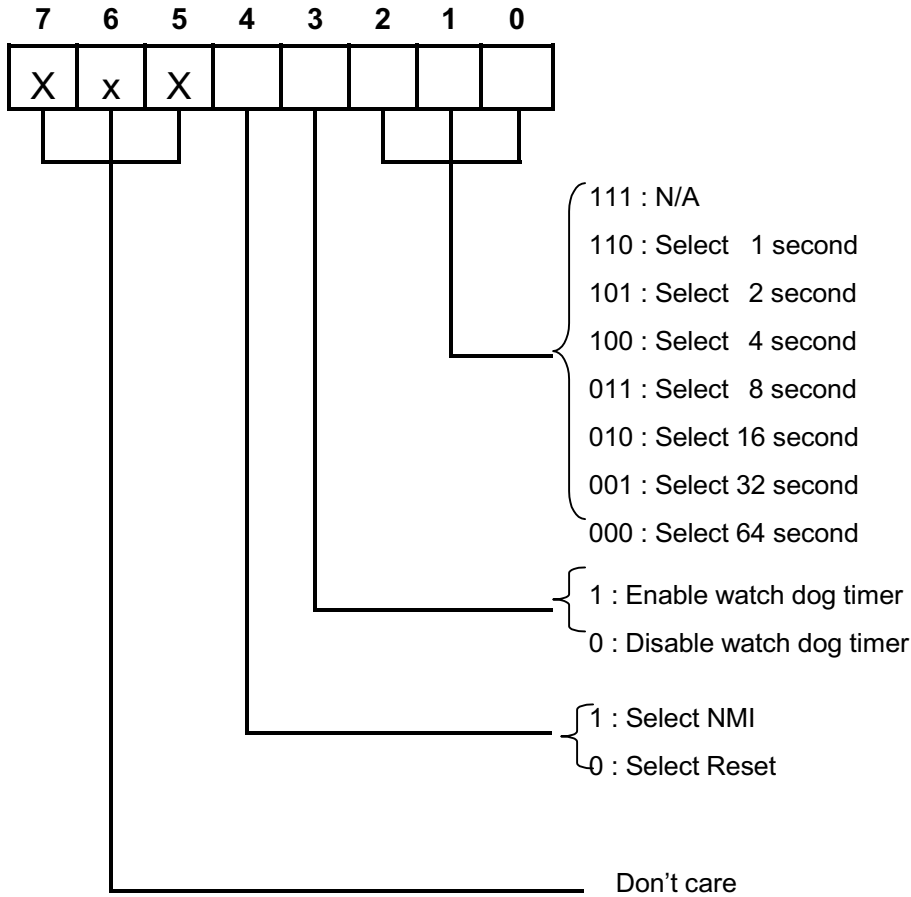 7 6 5 4 3 2 1 0
X x X
111 : N/A
110 : Select 1 second
101 : Select 2 second
100 : Select 4 second
011 : Select 8 second
010 : Select 16 second
001 : Select 32 second
000 : Select 64 second
1 : Enable watch dog timer
0 : Disable watch dog timer
1 : Select NMI
0 : Select Reset
Don't care